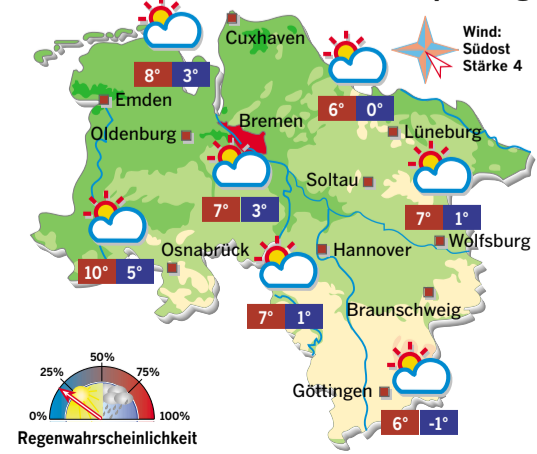 Cuxhaven
Wind:
Südost
Stärke 4
8° 3°
Emden
6° 0°
Bremen
Oldenburg
Lüneburg
Soltau
7° 3°
7° 1°
Wolfsburg
Osnabrück
Hannover
10° 5°
7° 1°
Braunschweig
Göttingen
6° -1°
50%
25% 75%
0% 100%
Regenwahrscheinlichkeit